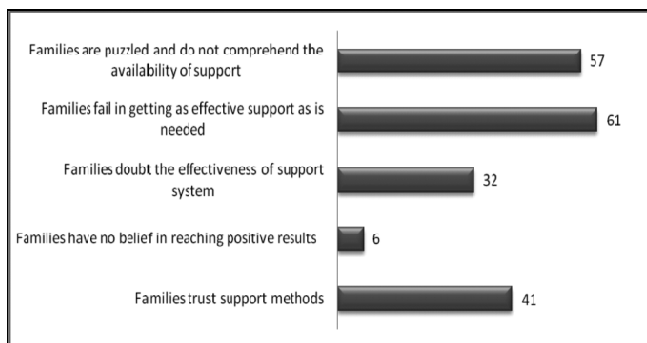 Families are puzzled and do not comprehend the
availability of support
57
Families fail in getting as effective support as is
needed
61
Families doubt the effectiveness of support
system
32
Families have no belief in reaching positive results
6
Families trust support methods
41